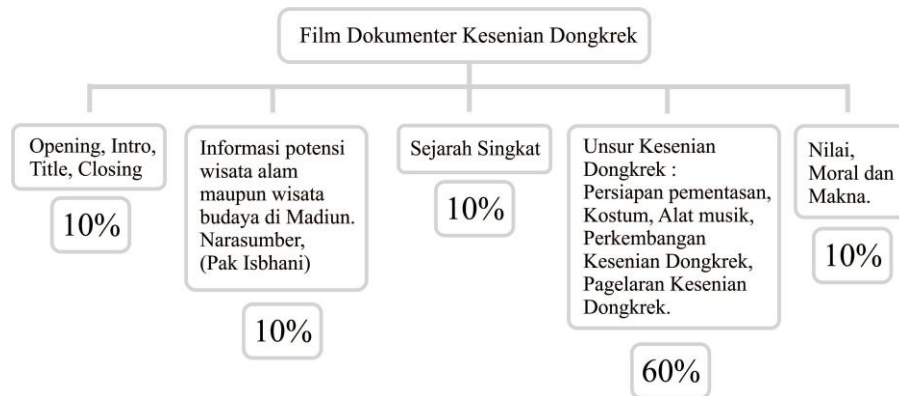 Film Dokumenter Kesenian Dongkrek
Opening, Intro,
Title, Closing
10%
Informasi potensi
wisata alam
maupun wisata
budaya di Madiun.
Narasumber,
(Pak Isbhani)
10%
Sejarah Singkat
10%
Unsur Kesenian
Dongkrek :
Persiapan pementasan,
Kostum, Alat musik,
Perkembangan
Kesenian Dongkrek,
Pagelaran Kesenian
Dongkrek.
60%
Nilai,
Moral dan
Makna.
10%